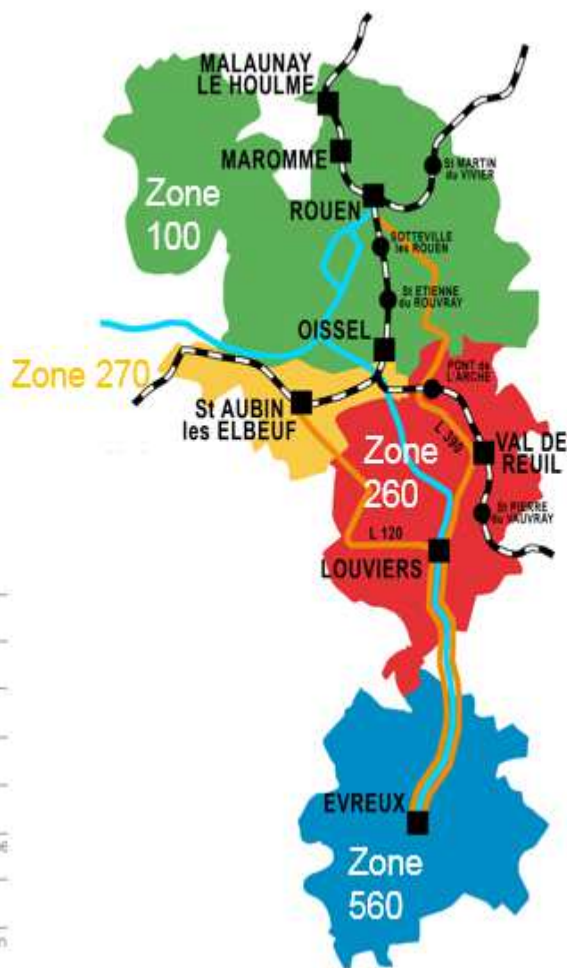 MALAUNAY
LE HOULME
MAROMME
St MARTIN
du VIVIER
Zone
100
ROUEN
SOTTEVILLE
les ROUEN
St ETIENNE
du ROUVRAY
OISSEL
Zone 270
PONT de
L'ARCHE
St AUBIN
les ELBEUF
L 390
VAL DE
REUIL
Zone
260
St PIERRE
du VAUVRAY
L 120
LOUVIERS
EVREUX
Zone
560